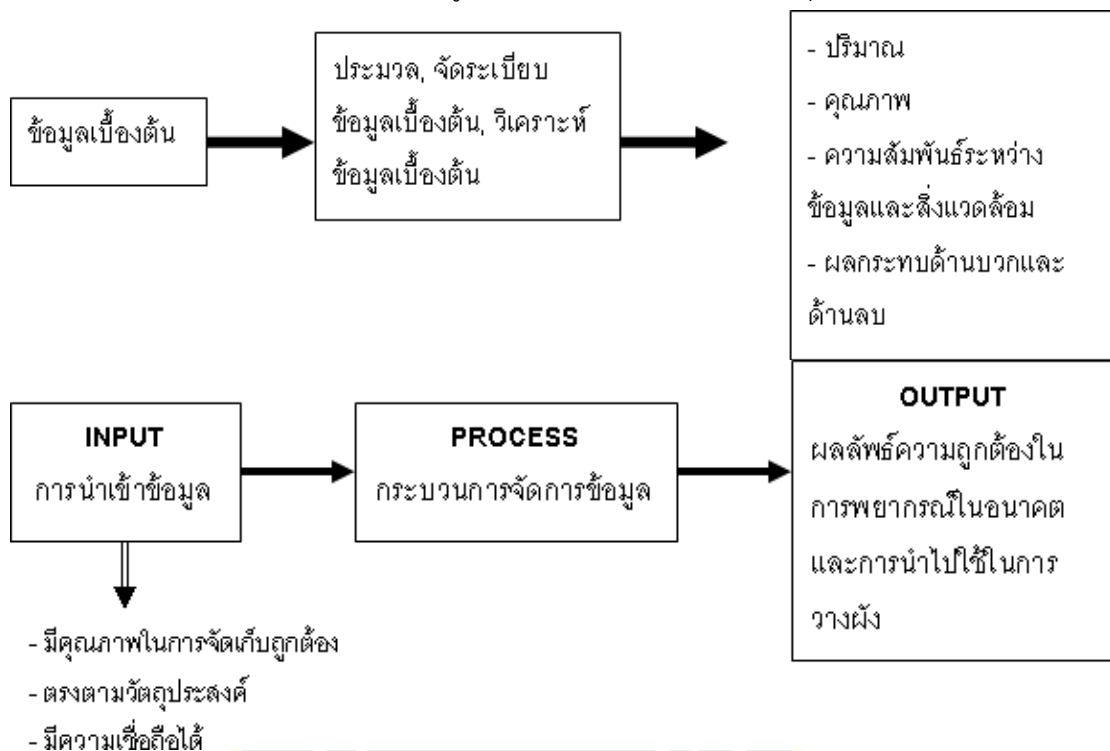 ข้อมูลเบื้องต้น
ประมวล, จัดระเบียบ
ข้อมูลเบื้องต้น, วิเคราะห์
ข้อมูลเบื้องต้น
- ปริมาณ
- คุณภาพ
- ความสัมพันธ์ระหว่าง
ข้อมูลและสิ่งแวดล้อม
- ผลกระทบด้านบวกและ
ด้านลบ
INPUT
การนำเข้าข้อมูล
PROCESS
กระบวนการจัดการข้อมูล
OUTPUT
ผลลัพธ์ความถูกต้องใน
การพยากรณ์ในอนาคต
และการนำไปใช้ในการ
วางผัง
- มีคุณภาพในการจัดเก็บถูกต้อง
- ตรงตามวัตถุประสงค์
- มีความเชื่อถือได้